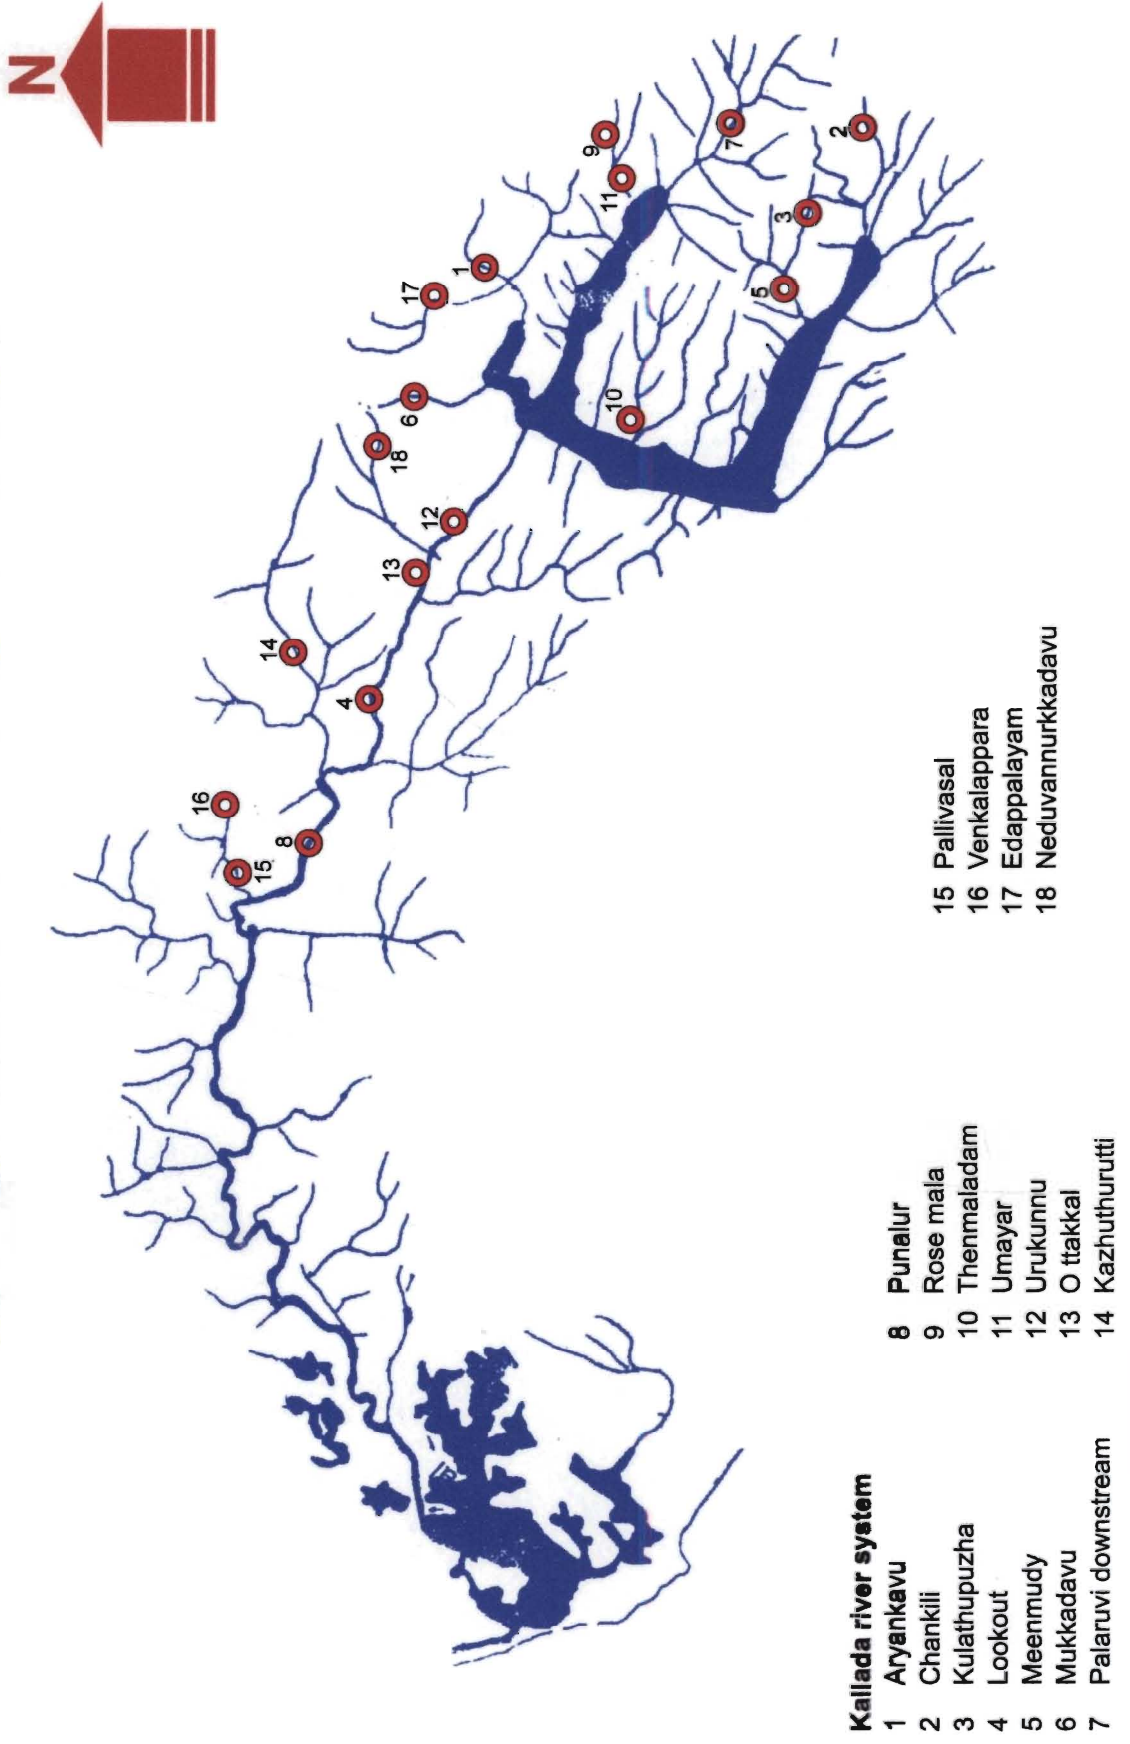 N
9
11
7
2
3
5
1
17
10
6
18
12
13
14
4
16
8
15
Kallada river system
1 Aryankavu
2 Chankili
3 Kulathupuzha
4 Lookout
5 Meenmudy
6 Mukkadavu
7 Palaruvi downstream
8 Punalur
9 Rose mala
10 Thenmaladam
11 Umayar
12 Urukunnu
13 O ttakkal
14 Kazhuthurutti
15 Pallivasal
16 Venkalappara
17 Edappalayam
18 Neduvannurkkadavu